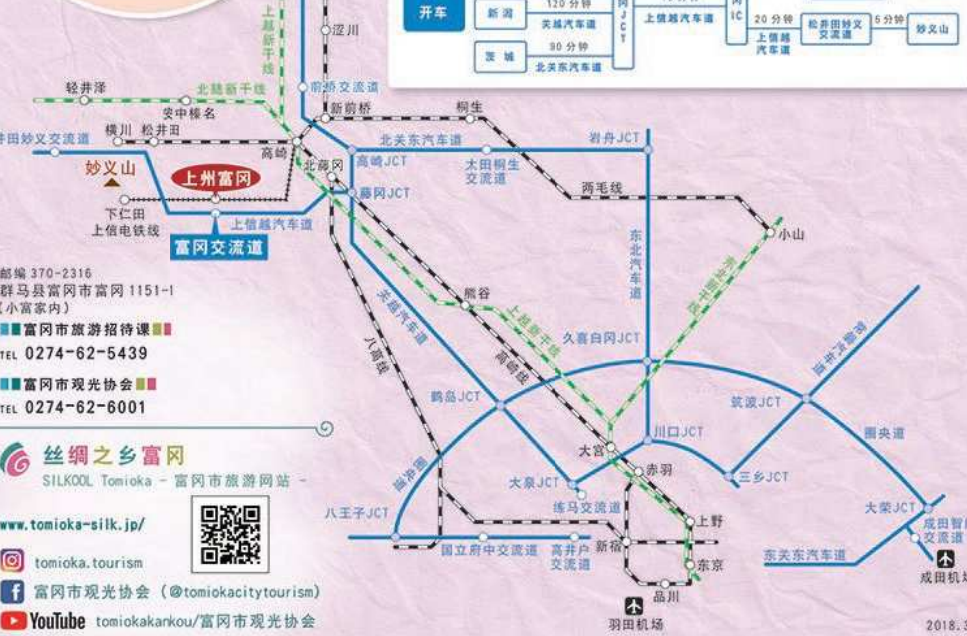 开车
新潟
120 分钟
关越汽车道
茨城
90 分钟
北关东汽车道
JCT
上信越汽车道
IC
20 分钟
上信越
汽车道
松井田妙义
交流道
5 分钟
妙义山
上越新干线
涩川
前桥交流道
轻井泽
北陆新干线
安中榛名
新前桥
桐生
横川
松井田
井田妙义交流道
高崎
北藤冈
高崎JCT
北关东汽车道
太田桐生
交流道
岩舟JCT
妙义山
上州富冈
藤冈JCT
两毛线
下仁田
上信电铁线
上信越汽车道
富冈交流道
小山
东北汽车道
东北新干线
邮编 370-2316
群马县富冈市富冈 1151-1
(小富家内)
富冈市旅游招待课
TEL 0274-62-5439
富冈市观光协会
TEL 0274-62-6001
关越汽车道
八高线
熊谷
上越新干线
高崎线
久喜白冈JCT
常磐汽车道
鹤岛JCT
筑波JCT
圈央道
川口JCT
大宫
赤羽
三乡JCT
大泉JCT
练马交流道
圈央道
大荣JCT
八王子JCT
上野
成田智
交流道
国立府中交流道
高井户
交流道
新宿
东关东汽车道
东京
成田机场
品川
羽田机场
丝绸之乡富冈
SILKOOL Tomioka - 富冈市旅游网站 -
www.tomioka-silk.jp/
tomioka.tourism
富冈市观光协会 (@tomiokacitytourism)
YouTube tomiokakankou/富冈市观光协会
2018.3